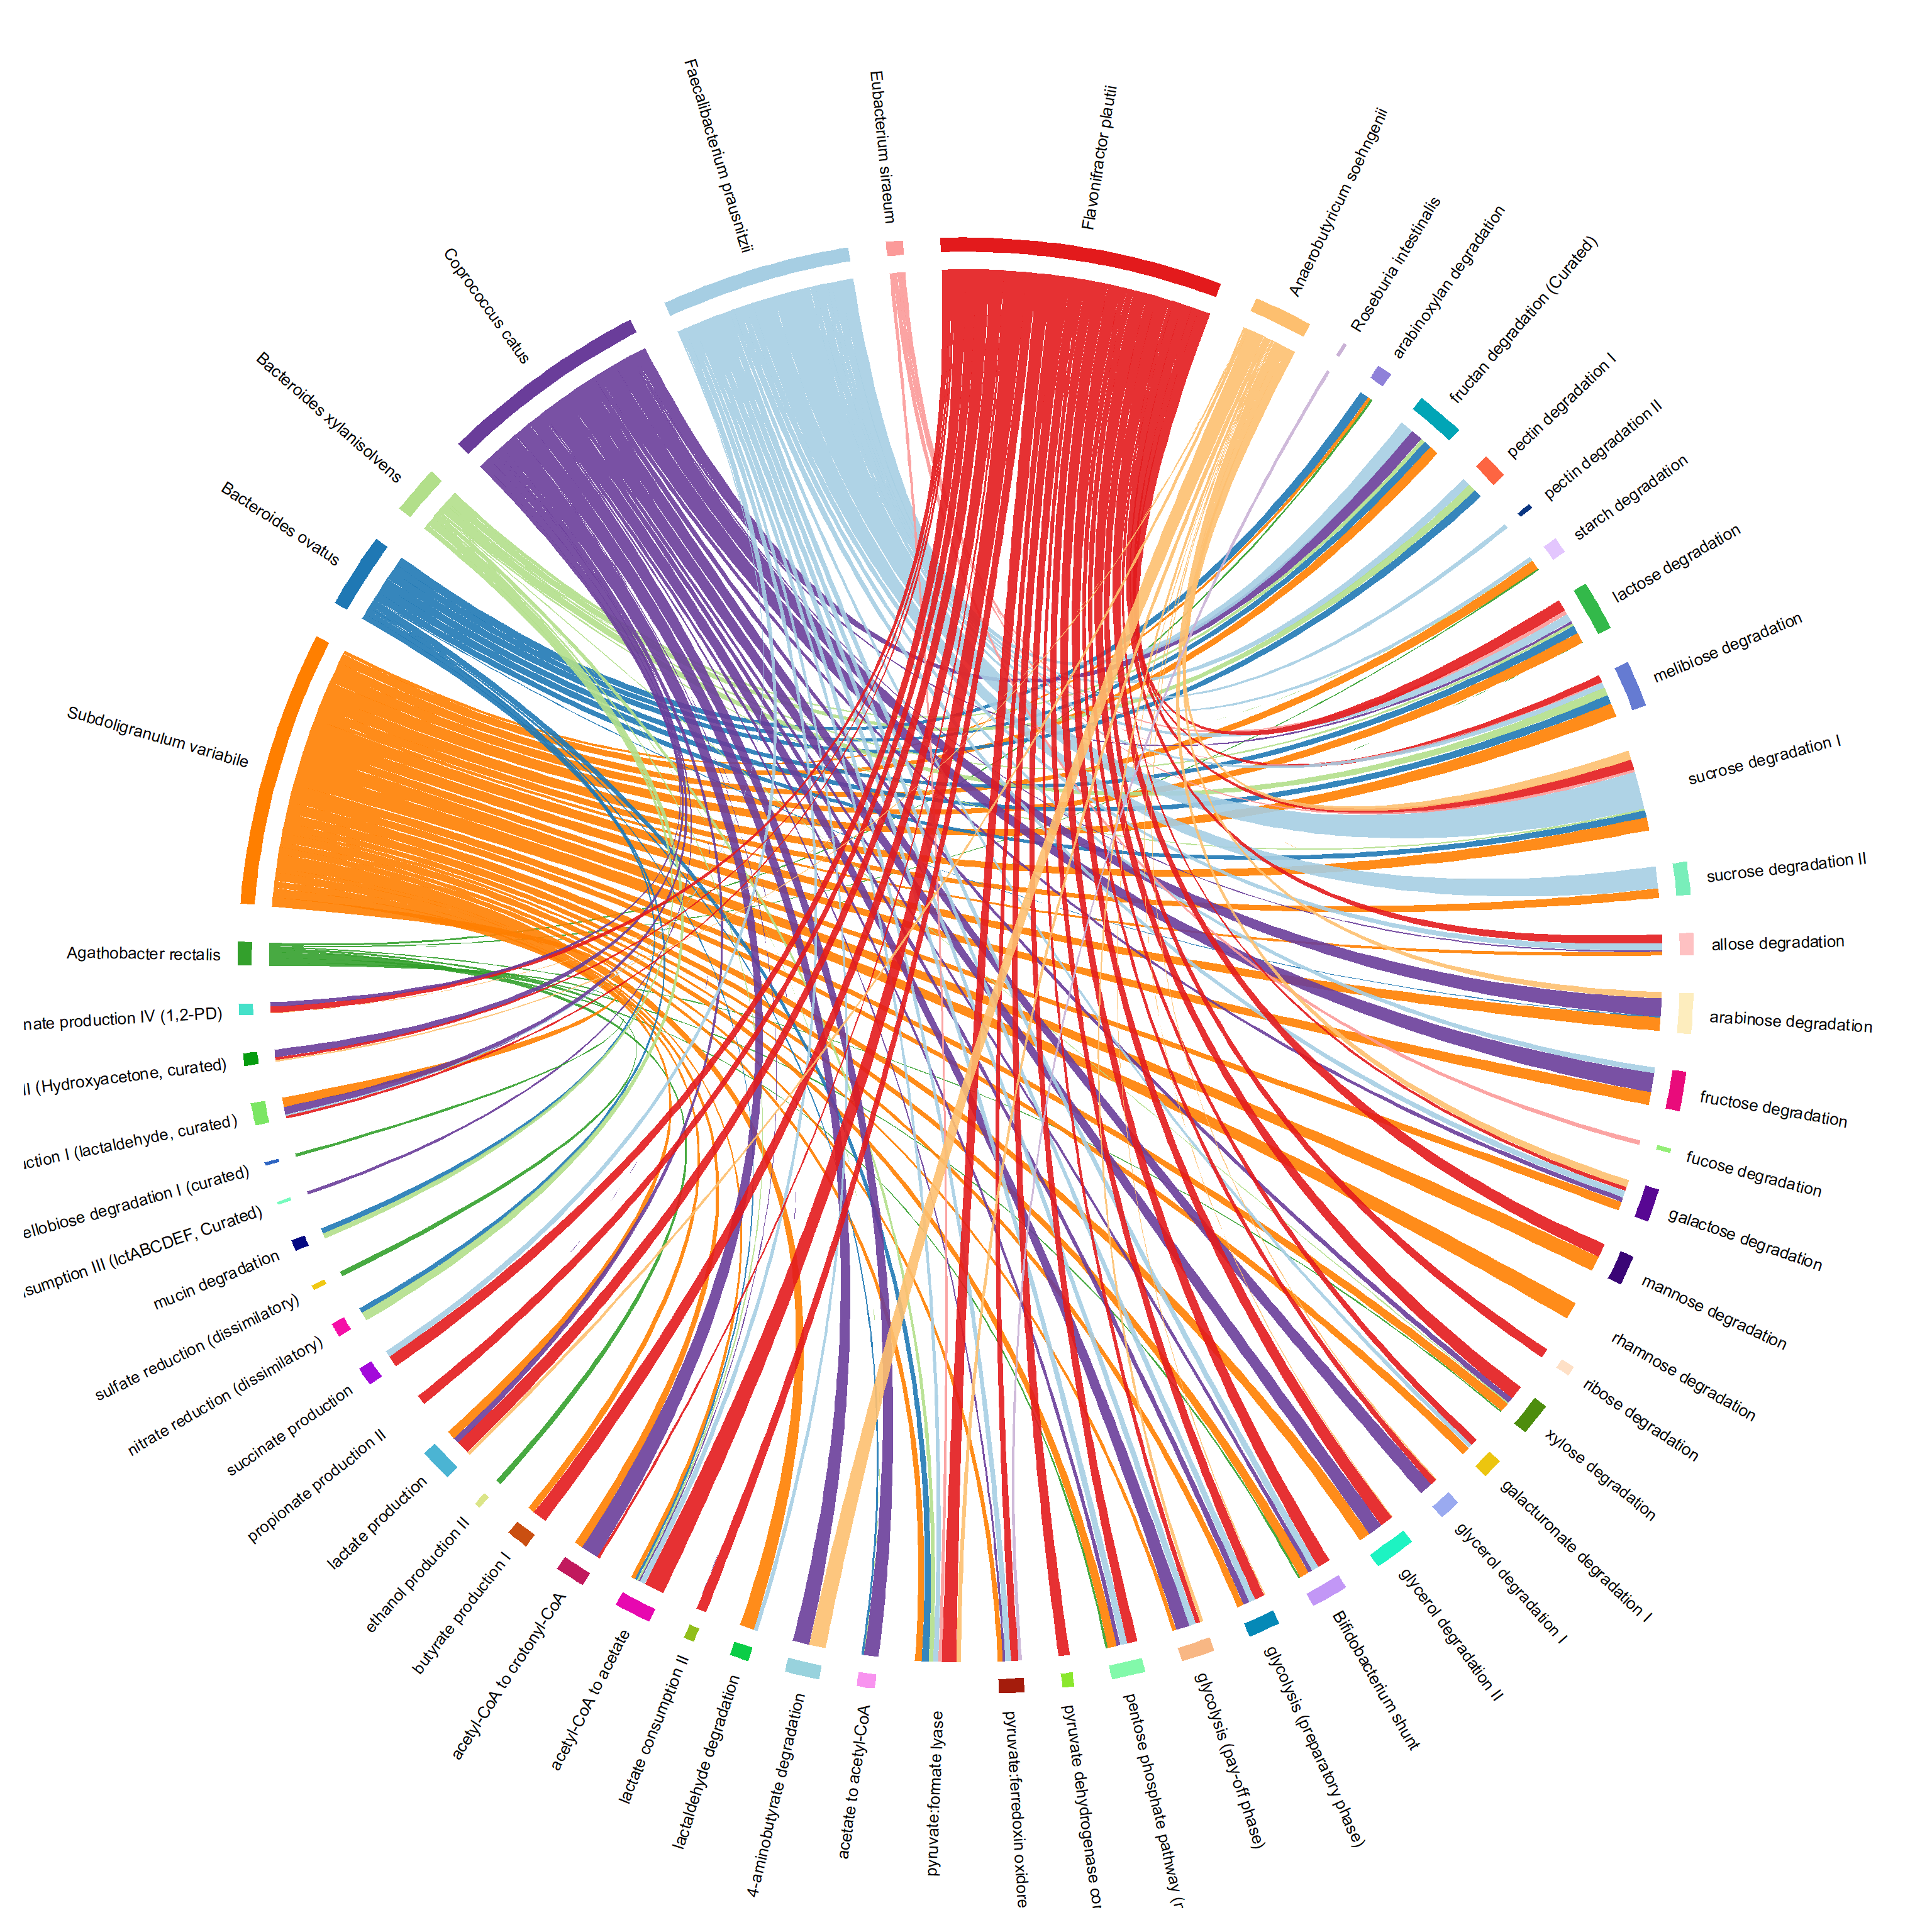 Faecalibacterium prausnitzii
Eubacterium siraeum
Flavonifractor plautii
Anaerobutyricum soehngenii
Roseburia intestinalis
arabinoxylan degradation
fructan degradation (Curated)
pectin degradation I
pectin degradation II
starch degradation
lactose degradation
melibiose degradation
sucrose degradation I
sucrose degradation II
allose degradation
arabinose degradation
fructose degradation
fucose degradation
galactose degradation
mannose degradation
rhamnose degradation
ribose degradation
xylose degradation
galacturonate degradation I
glycerol degradation I
glycerol degradation II
Bifidobacterium shunt
glycolysis (preparatory phase)
glycolysis (pay-off phase)
pentose phosphate pathway (
pyruvate dehydrogenase cor
pyruvate:ferredoxin oxidore
pyruvate:formate lyase
acetate to acetyl-CoA
4-aminobutyrate degradation
lactaldehyde degradation
lactate consumption II
acetyl-CoA to acetate
acetyl-CoA to crotonyl-CoA
butyrate production I
ethanol production II
lactate production
propionate production II
succinate production
nitrate reduction (dissimilatory)
sulfate reduction (dissimilatory)
mucin degradation
sumption III (lctABCDEF, Curated)
ellobiose degradation I (curated)
uction I (lactaldehyde, curated)
II (Hydroxyacetone, curated)
nate production IV (1,2-PD)
Agathobacter rectalis
Subdoligranulum variabile
Bacteroides ovatus
Bacteroides xylanisolvens
Coprococcus catus